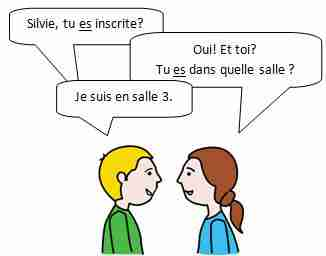 Silvie, tu es inscrite?
Oui! Et toi?
Tu es dans quelle salle ?
Je suis en salle 3.